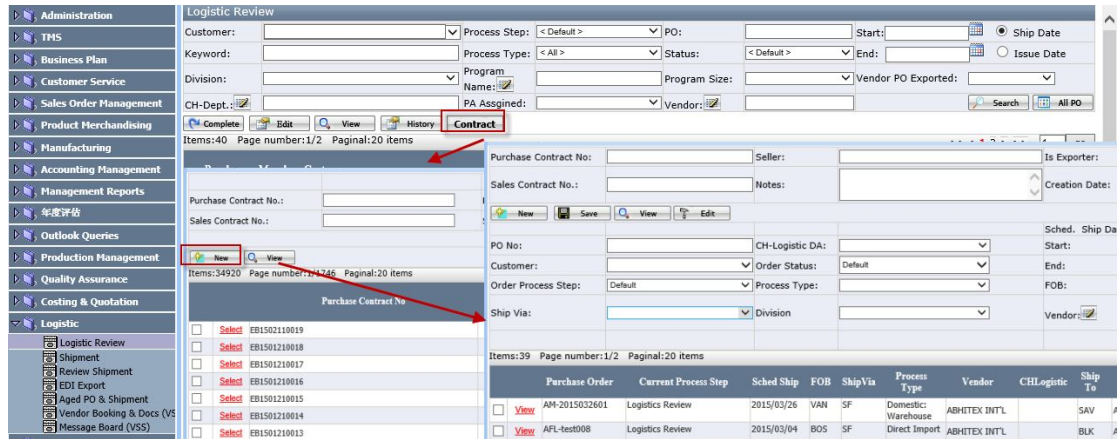 Administration
TMS
Business Plan
Customer Service
Sales Order Management
Product Merchandising
Manufacturing
Accounting Management
Management Reports
年度评估
Outlook Queries
Production Management
Quality Assurance
Costing & Quotation
Logistic
Logistic Review
Shipment
Review Shipment
EDI Export
Aged PO & Shipment
Vendor Booking & Docs (VS
Message Board (VSS)
Logistic Review
Customer: Process Step: < Default > PO: Start: Ship Date
Keyword: Process Type: < All > Status: < Default > End: Issue Date
Division: Program Name: Program Size: Vendor PO Exported:
CH-Dept.: PA Assgined: Vendor: Search All PO
Complete Edit View History Contract
Items:40 Page number:1/2 Paginal:20 items
Purchase Contract No.:
Sales Contract No.:
New View
Items:34920 Page number:1/1746 Paginal:20 items
Purchase Contract No
Select EB1502110019
Select EB1501210018
Select EB1501210017
Select EB1501210016
Select EB1501210015
Select EB1501210014
Select EB1501210013
Purchase Contract No: Seller: Is Exporter:
Sales Contract No.: Notes: Creation Date:
New Save View Edit
Sched. Ship Da
PO No: CH-Logistic DA: Start:
Customer: Order Status: Default End:
Order Process Step: Default Process Type: FOB:
Ship Via: Division Vendor:
Items:39 Page number:1/2 Paginal:20 items
Purchase Order Current Process Step Sched Ship FOB ShipVia Process Type Vendor CHLogistic Ship To
View AM-2015032601 Logistics Review 2015/03/26 VAN SF Domestic: Warehouse ABHITEX INT'L SAV
View AFL-test008 Logistics Review 2015/03/04 BOS SF Direct Import ABHITEX INT'L BLK